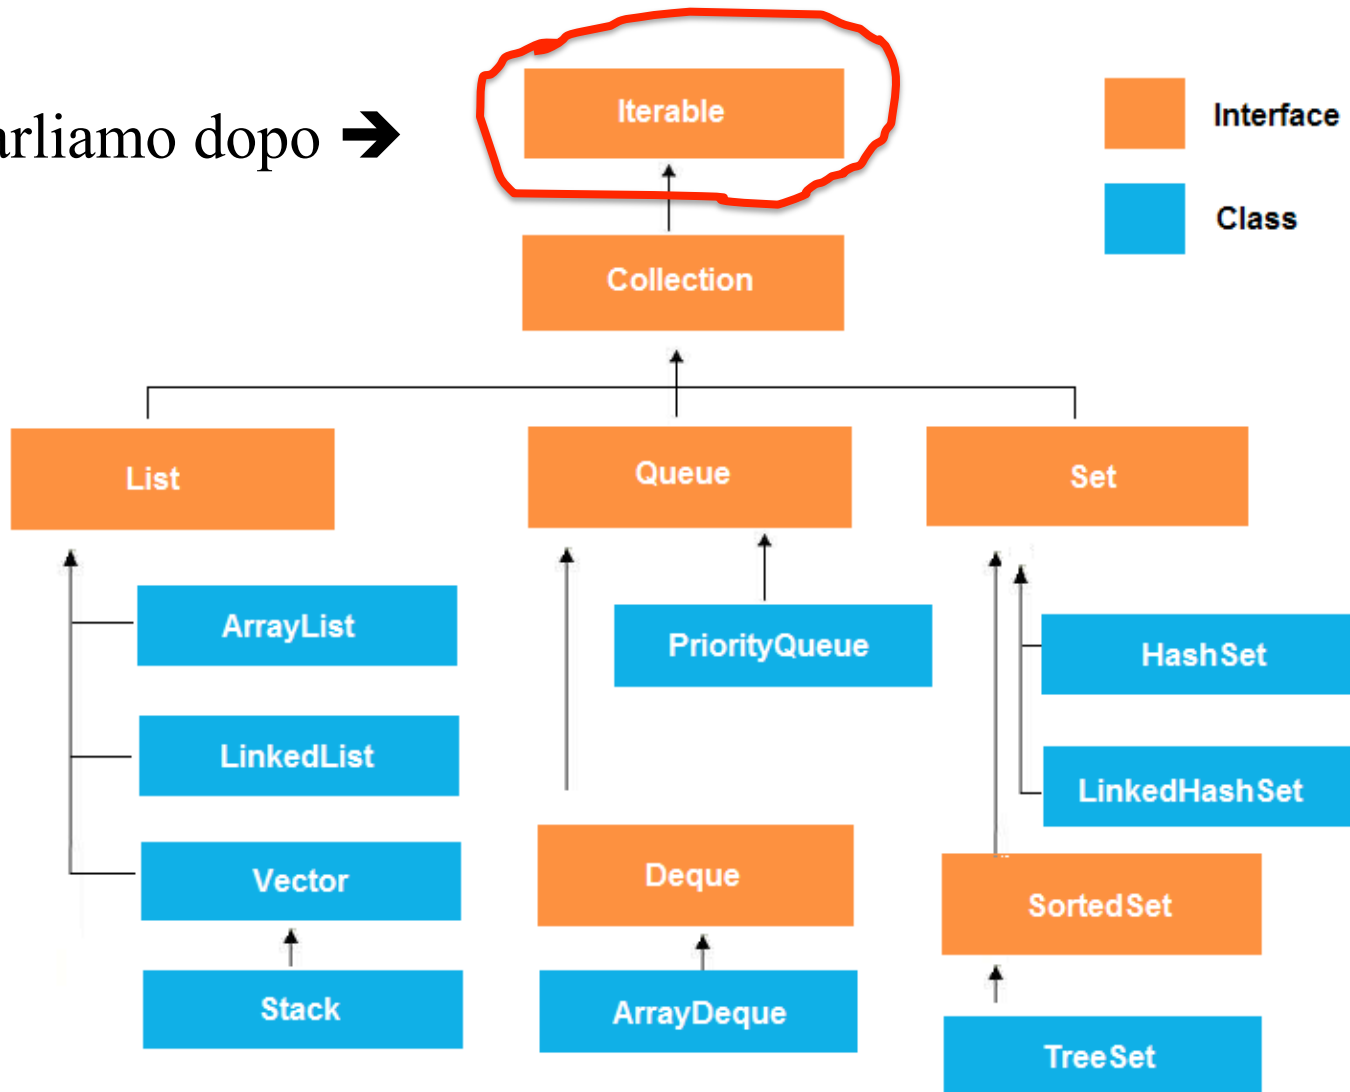 Iterable
Interface
arliamo dopo ➔
Class
Collection
List
Queue
Set
ArrayList
PriorityQueue
HashSet
LinkedList
LinkedHashSet
Vector
Deque
SortedSet
Stack
ArrayDeque
TreeSet